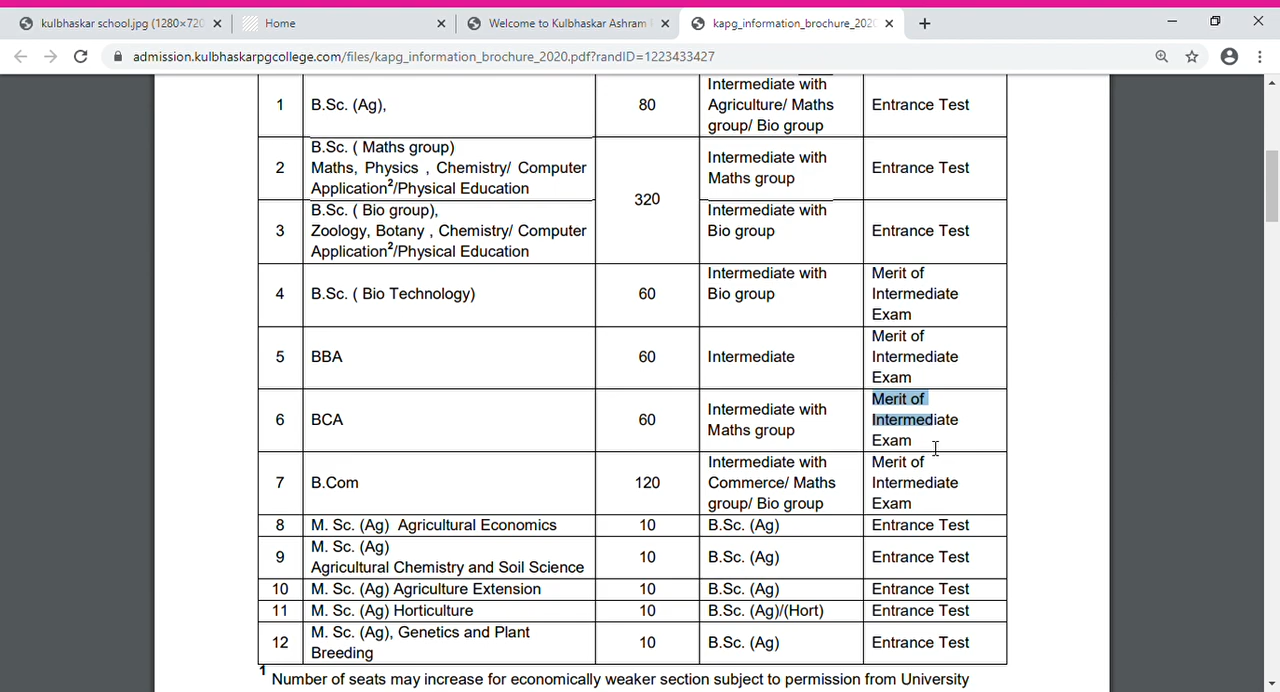 kulbhaskar school.jpg (1280×720
Home
Welcome to Kulbhaskar Ashram
kapg_information_brochure_202
admission.kulbhaskarpgcollege.com/files/kapg_information_brochure_2020.pdf?randID=1223433427
1 B.Sc. (Ag), 80 Intermediate with Agriculture/ Maths group/ Bio group Entrance Test
2 B.Sc. ( Maths group)
Maths, Physics , Chemistry/ Computer
Application2/Physical Education
320
Intermediate with
Maths group
Entrance Test
3 B.Sc. ( Bio group),
Zoology, Botany , Chemistry/ Computer
Application2/Physical Education
Intermediate with
Bio group
Entrance Test
4 B.Sc. ( Bio Technology) 60
Intermediate with
Bio group
Merit of
Intermediate
Exam
5 BBA 60 Intermediate
Merit of
Intermediate
Exam
6 BCA 60
Intermediate with
Maths group
Merit of
Intermediate
Exam
7 B.Com 120
Intermediate with
Commerce/ Maths
group/ Bio group
Merit of
Intermediate
Exam
8 M. Sc. (Ag) Agricultural Economics 10 B.Sc. (Ag) Entrance Test
9 M. Sc. (Ag)
Agricultural Chemistry and Soil Science
10 B.Sc. (Ag) Entrance Test
10 M. Sc. (Ag) Agriculture Extension 10 B.Sc. (Ag) Entrance Test
11 M. Sc. (Ag) Horticulture 10 B.Sc. (Ag)/(Hort) Entrance Test
12 M. Sc. (Ag), Genetics and Plant
Breeding
10 B.Sc. (Ag) Entrance Test
1 Number of seats may increase for economically weaker section subject to permission from University